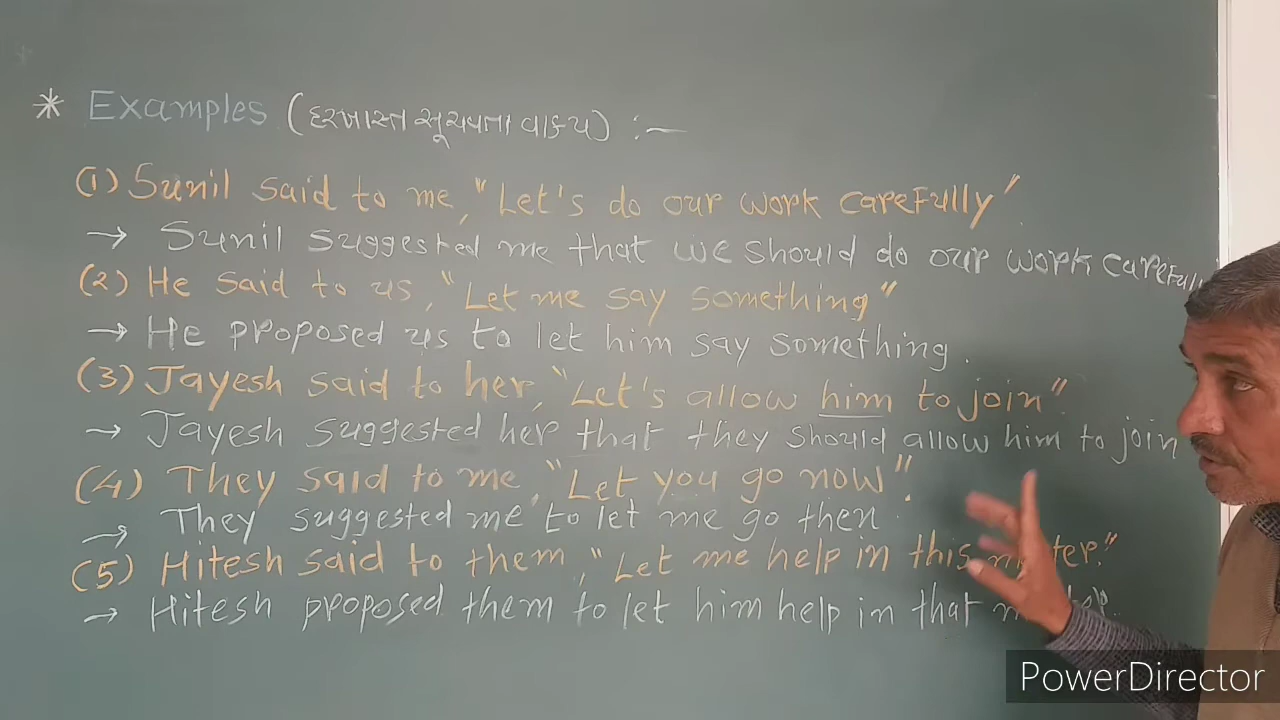 * Examples (દરખાસ્ત સૂચવતા વાક્ય) :-
(1) Sunil said to me, "Let's do our work carefully".
→ Sunil suggested me that we should do our work carefull
(2) He said to us, "Let me say something"
→ He proposed us to let him say something.
(3) Jayesh said to her, "Let's allow him to join".
→ Jayesh suggested her that they should allow him to join
(4) They said to me, "Let you go now".
→ They suggested me to let me go then.
(5) Hitesh said to them, "Let me help in this matter."
→ Hitesh proposed them to let him help in that
PowerDirector